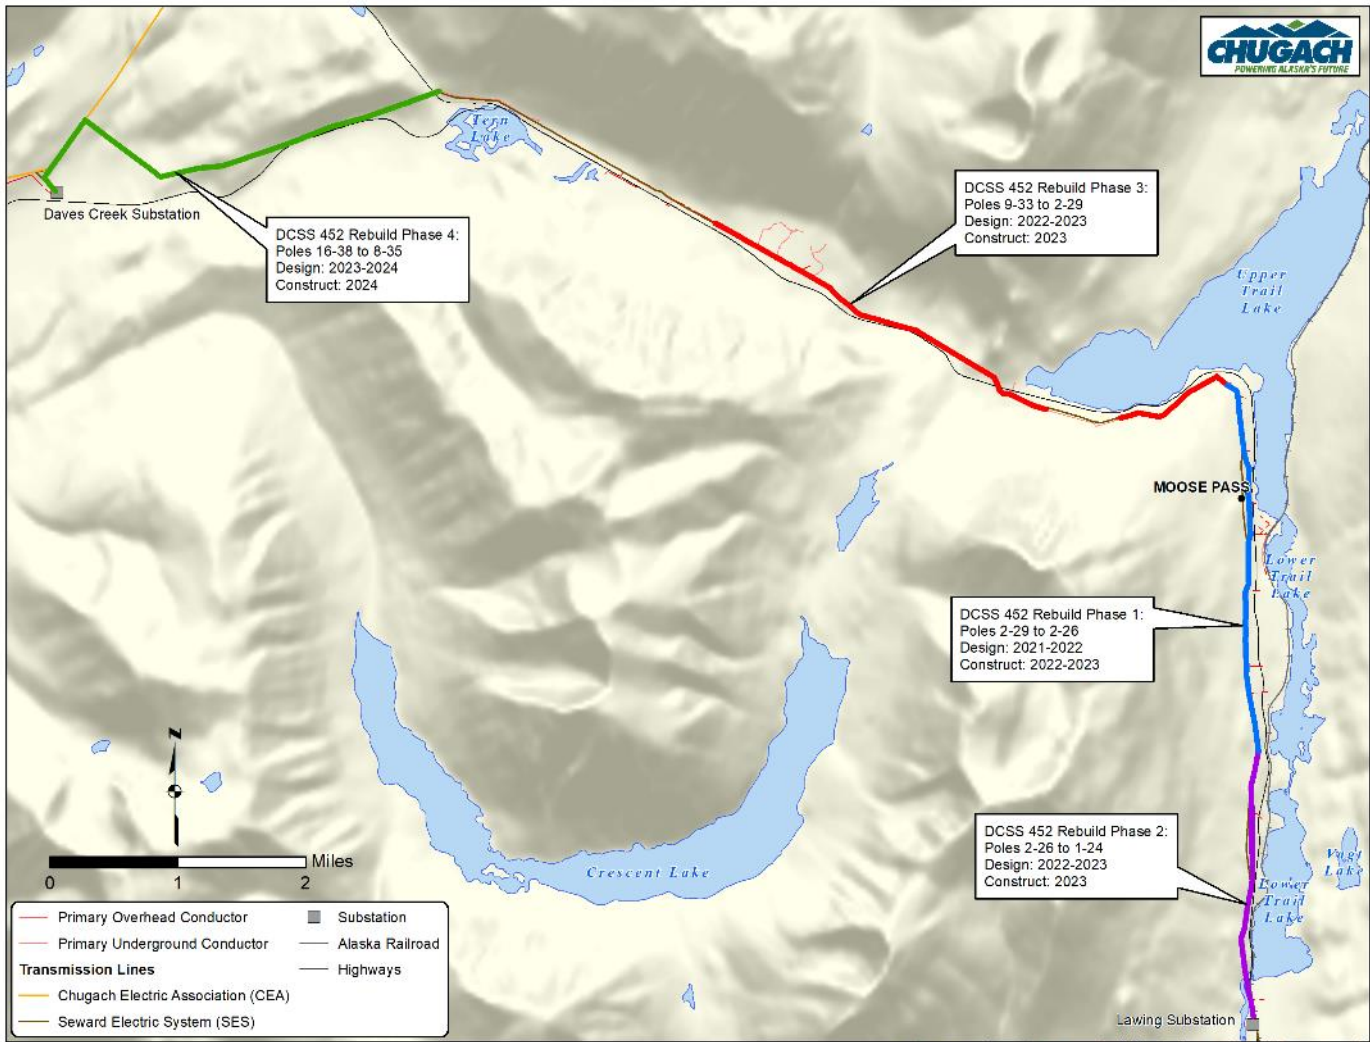 CHUGACH
POWERING ALASKA'S FUTURE
Tern
Lake
Daves Creek Substation
DCSS 452 Rebuild Phase 4:
Poles 16-38 to 8-35
Design: 2023-2024
Construct: 2024
DCSS 452 Rebuild Phase 3:
Poles 9-33 to 2-29
Design: 2022-2023
Construct: 2023
Upper
Trail
Lake
MOOSE PASS
Lower
Trail
Lake
DCSS 452 Rebuild Phase 1:
Poles 2-29 to 2-26
Design: 2021-2022
Construct: 2022-2023
DCSS 452 Rebuild Phase 2:
Poles 2-26 to 1-24
Design: 2022-2023
Construct: 2023
Vagt
Lake
Lower
Trail
Lake
Crescent Lake
Lawing Substation
N
Miles
0 1 2
Primary Overhead Conductor
Primary Underground Conductor
Transmission Lines
Chugach Electric Association (CEA)
Seward Electric System (SES)
Substation
Alaska Railroad
Highways